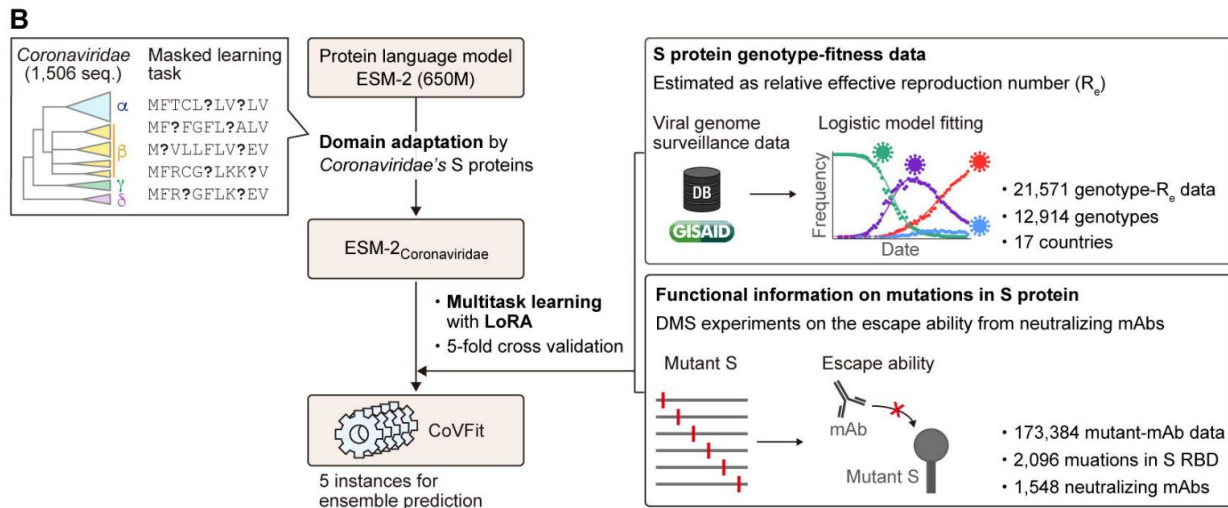 B
Coronaviridae
(1,506 seq.)
Masked learning
task
α
β
γ
δ
MFTCL?LV?LV
MF?FGFL?ALV
M?VLLFLV?EV
MFRCG?LKK?V
MFR?GFLK?EV
Protein language model
ESM-2 (650M)
Domain adaptation by
Coronaviridae's S proteins
ESM-2Coronaviridae
・Multitask learning
with LoRA
・5-fold cross validation
CoVFit
5 instances for
ensemble prediction
S protein genotype-fitness data
Estimated as relative effective reproduction number (Re)
Viral genome
surveillance data
DB
GISAID
Logistic model fitting
Frequency
Date
・21,571 genotype-Re data
・12,914 genotypes
・17 countries
Functional information on mutations in S protein
DMS experiments on the escape ability from neutralizing mAbs
Mutant S
Escape ability
mAb
Mutant S
・173,384 mutant-mAb data
・2,096 muations in S RBD
・1,548 neutralizing mAbs